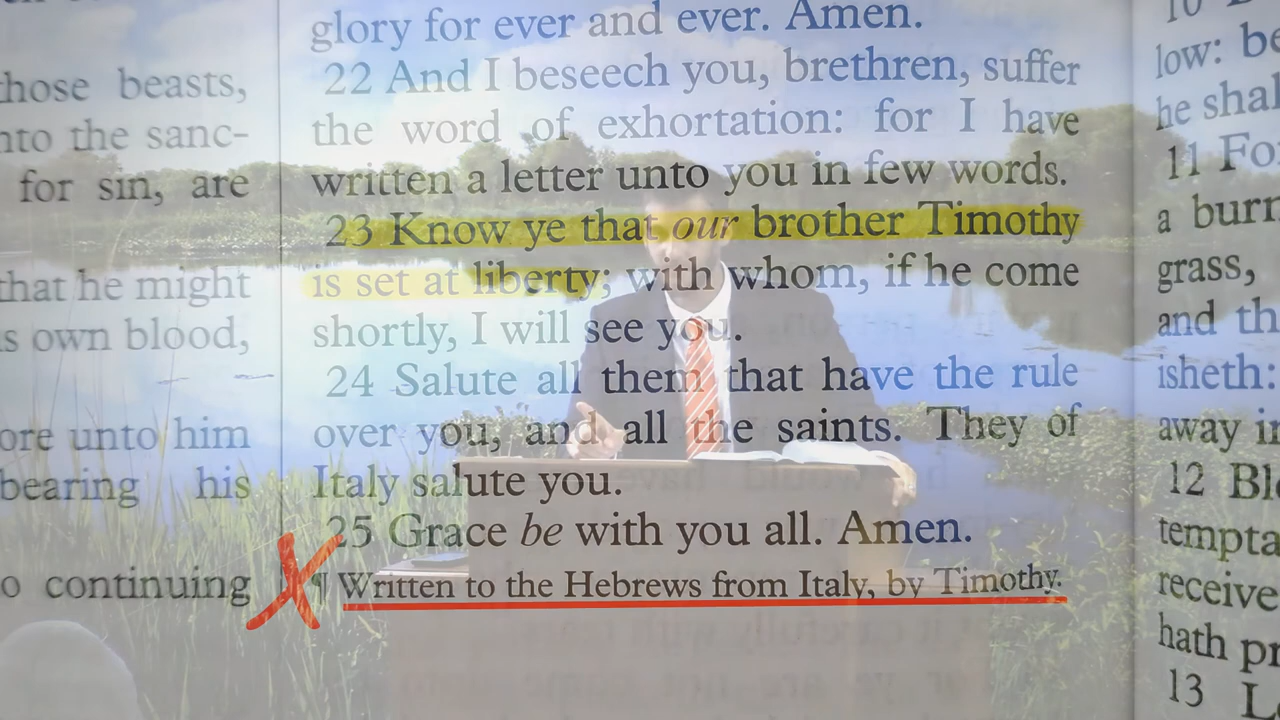 those beasts,
nto the sanc-
for sin, are
that he might
s own blood,
ore unto him
bearing his
o continuing
glory for ever and ever. Amen.
22 And I beseech you, brethren, suffer
the word of exhortation: for I have
written a letter unto you in few words.
23 Know ye that our brother Timothy
is set at liberty; with whom, if he come
shortly, I will see you.
24 Salute all them that have the rule
over you, and all the saints. They of
Italy salute you.
25 Grace be with you all. Amen.
¶ Written to the Hebrews from Italy, by Timothy.
10
low: be
he shal
11 Fo
a burn
grass,
and th
isheth:
away in
12 Ble
tempta
receive
hath pr
13 L